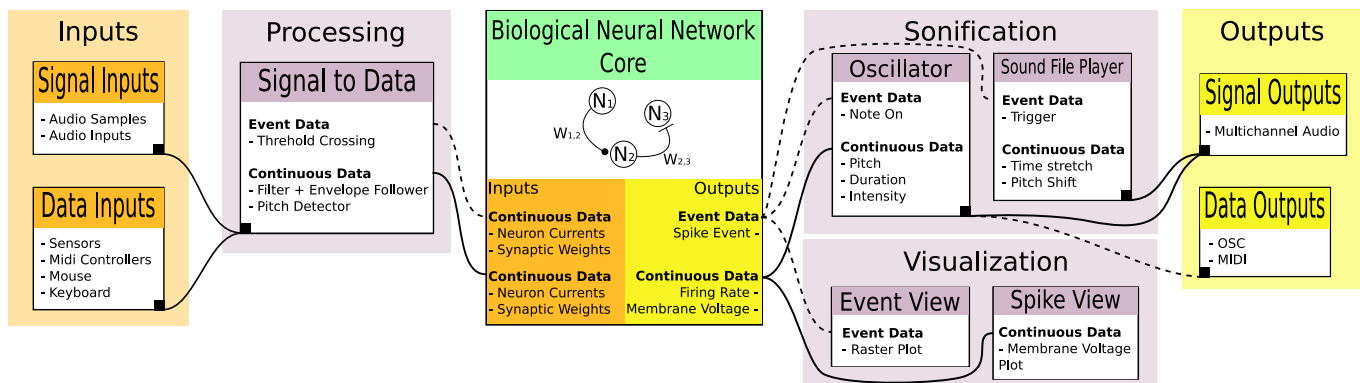 Inputs
Signal Inputs
- Audio Samples
- Audio Inputs
Data Inputs
- Sensors
- Midi Controllers
- Mouse
- Keyboard
Processing
Signal to Data
Event Data
- Threhold Crossing
Continuous Data
- Filter + Envelope Follower
- Pitch Detector
Biological Neural Network
Core
N1
N3
W1,2
N2
W2,3
Inputs
Continuous Data
- Neuron Currents
- Synaptic Weights
Continuous Data
- Neuron Currents
- Synaptic Weights
Outputs
Event Data
Spike Event -
Continuous Data
Firing Rate -
Membrane Voltage -
Sonification
Oscillator
Event Data
- Note On
Continuous Data
- Pitch
- Duration
- Intensity
Sound File Player
Event Data
- Trigger
Continuous Data
- Time stretch
- Pitch Shift
Visualization
Event View
Event Data
- Raster Plot
Spike View
Continuous Data
- Membrane Voltage
Plot
Outputs
Signal Outputs
- Multichannel Audio
Data Outputs
- OSC
- MIDI